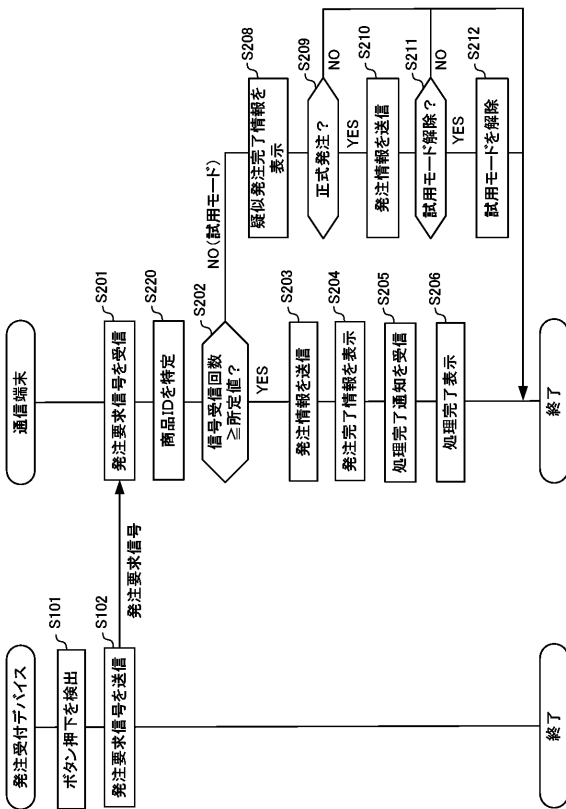 発注受付デバイス
S101
ボタン押下を検出
S102
発注要求信号を送信
発注要求信号
終了
通信端末
S201
発注要求信号を受信
S220
商品IDを特定
S202
信号受信回数
≧所定値？
NO(試用モード)
YES
S203
発注情報を送信
S204
発注完了情報を表示
S205
処理完了通知を受信
S206
処理完了表示
S208
疑似発注完了情報を
表示
S209
正式発注？
NO
YES
S210
発注情報を送信
S211
試用モード解除？
NO
YES
S212
試用モードを解除
終了